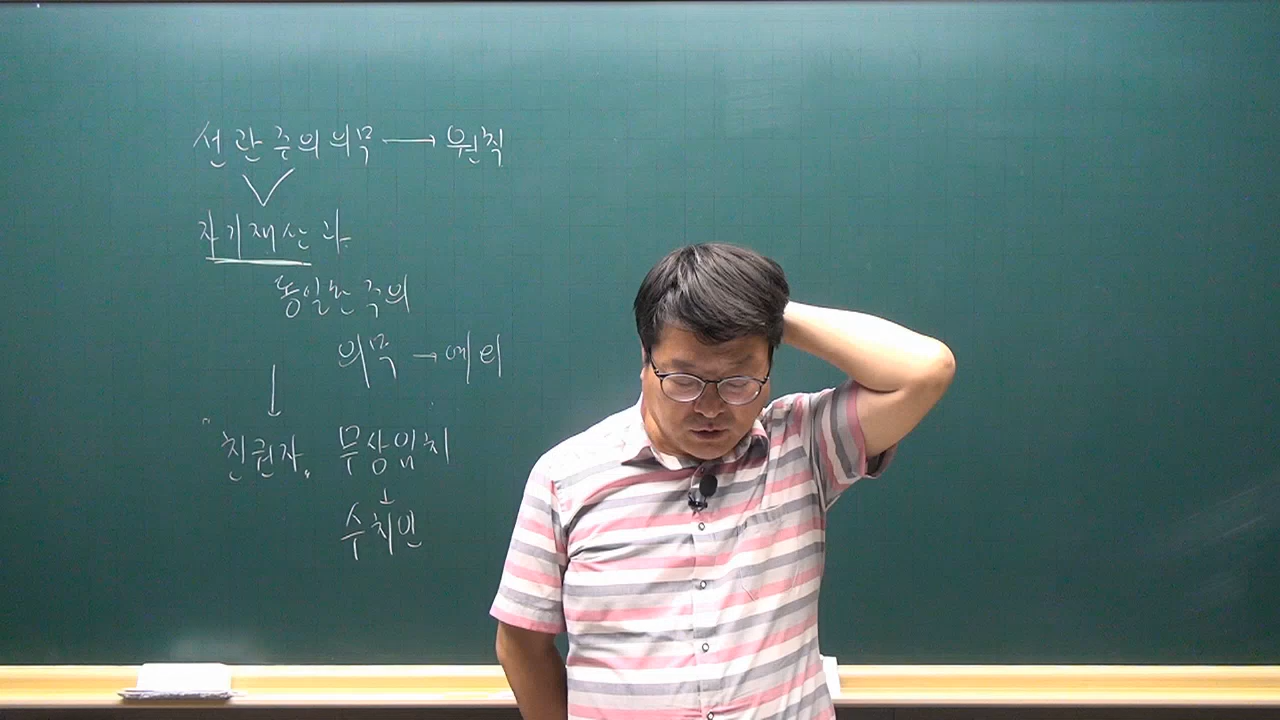 선관주의의무 → 원칙
∨
자기재산과
동일한 주의
의무 → 예외
↓
"친권자„ 무상임치
↓
수치인